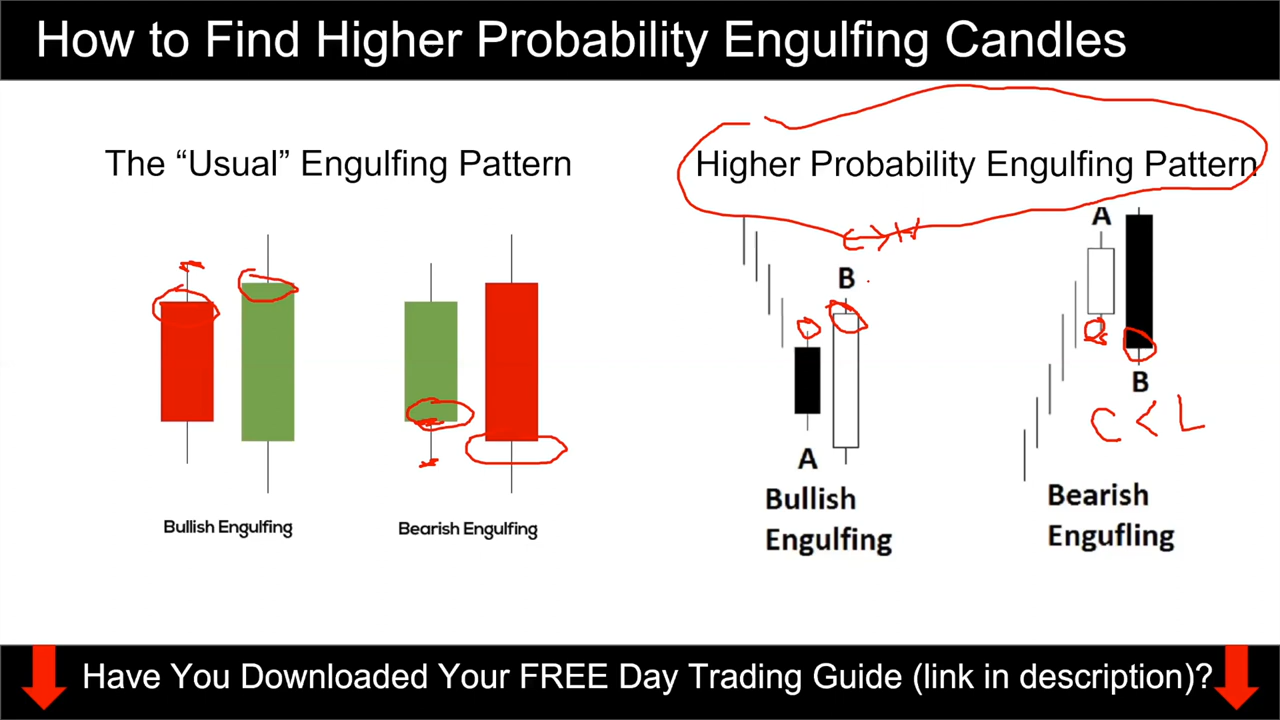 How to Find Higher Probability Engulfing Candles
The “Usual” Engulfing Pattern
Higher Probability Engulfing Pattern
Bullish Engulfing
Bearish Engulfing
B
A
Bullish
Engulfing
A
B
C < L
Bearish
Engufling
Have You Downloaded Your FREE Day Trading Guide (link in description)?